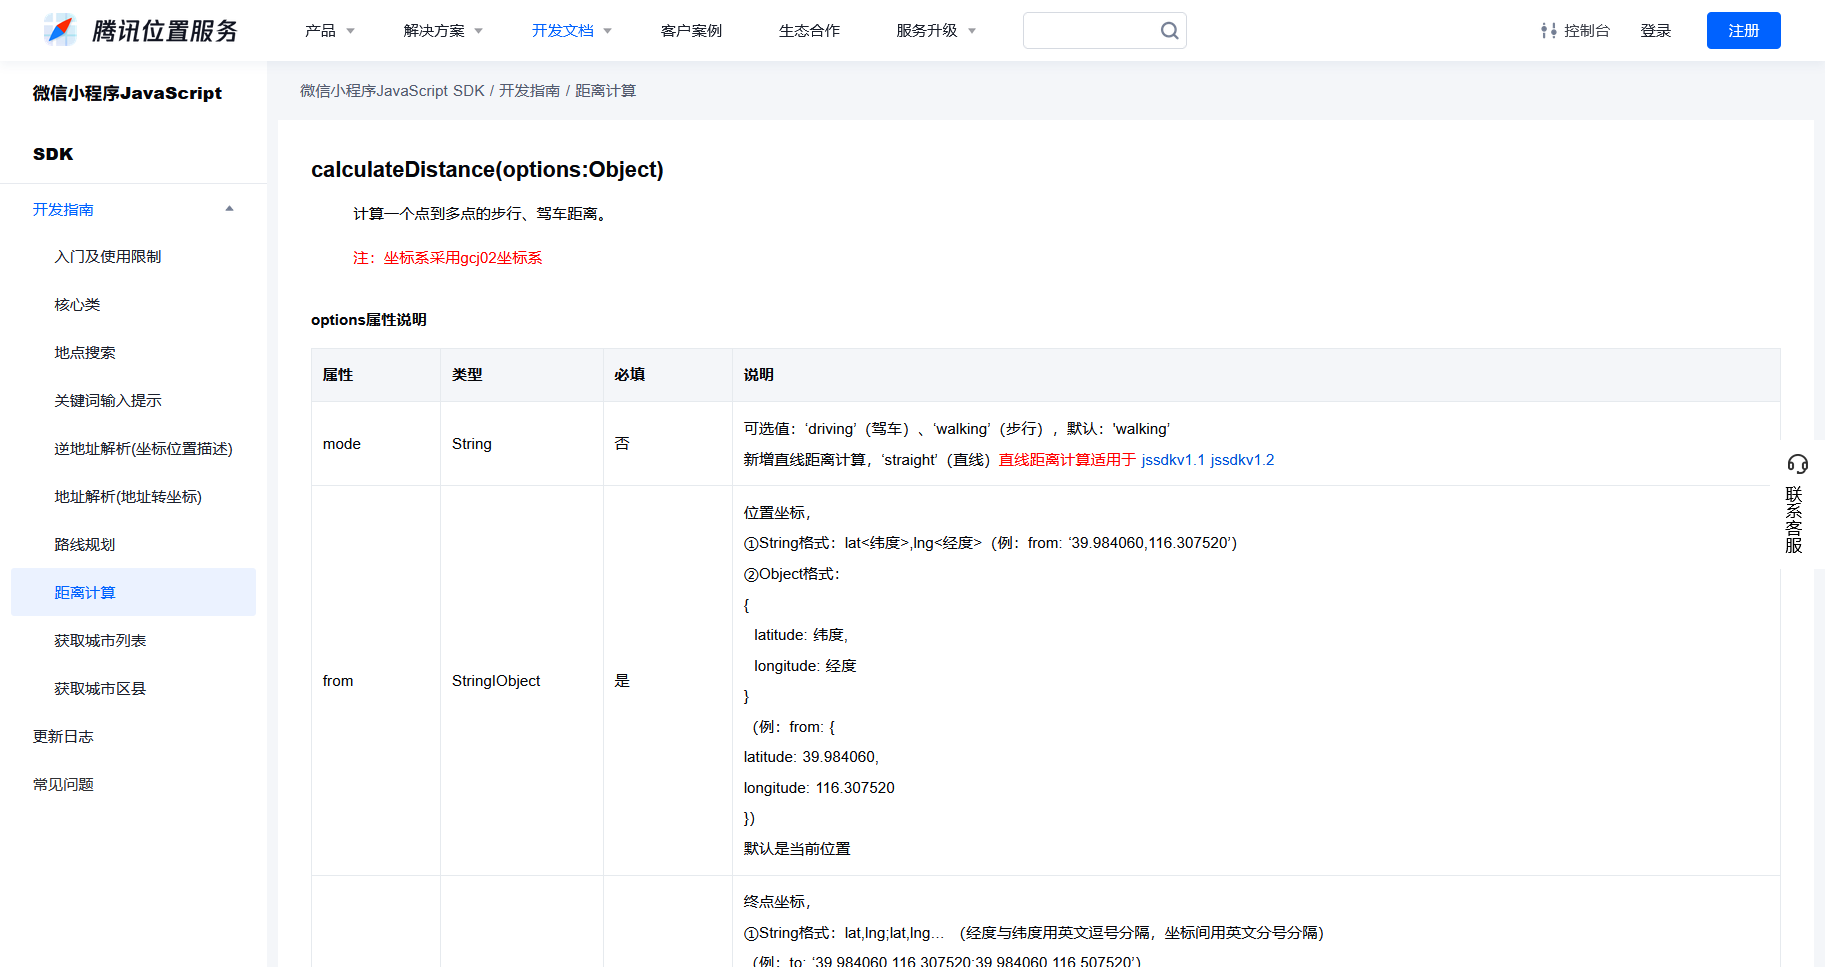 腾讯位置服务
产品
解决方案
开发文档
客户案例
生态合作
服务升级
控制台
登录
注册
微信小程序JavaScript
SDK
开发指南
入门及使用限制
核心类
地点搜索
关键词输入提示
逆地址解析(坐标位置描述)
地址解析(地址转坐标)
路线规划
距离计算
获取城市列表
获取城市区县
更新日志
常见问题
微信小程序JavaScript SDK / 开发指南 / 距离计算
calculateDistance(options:Object)
计算一个点到多点的步行、驾车距离。
注：坐标系采用gcj02坐标系
options属性说明
属性 类型 必填 说明
mode String 否
可选值：‘driving’（驾车）、‘walking’（步行），默认：'walking’
新增直线距离计算，‘straight’（直线）直线距离计算适用于 jssdkv1.1 jssdkv1.2
from StringIObject 是
位置坐标，
①String格式：lat<纬度>,lng<经度>（例：from: ‘39.984060,116.307520’）
②Object格式：
{
latitude: 纬度,
longitude: 经度
}
（例：from: {
latitude: 39.984060,
longitude: 116.307520
}）
默认是当前位置
终点坐标，
①String格式：lat,lng;lat,lng… （经度与纬度用英文逗号分隔，坐标间用英文分号分隔）
（例：to: ‘39.984060,116.307520;39.984060,116.507520’）
联系客服